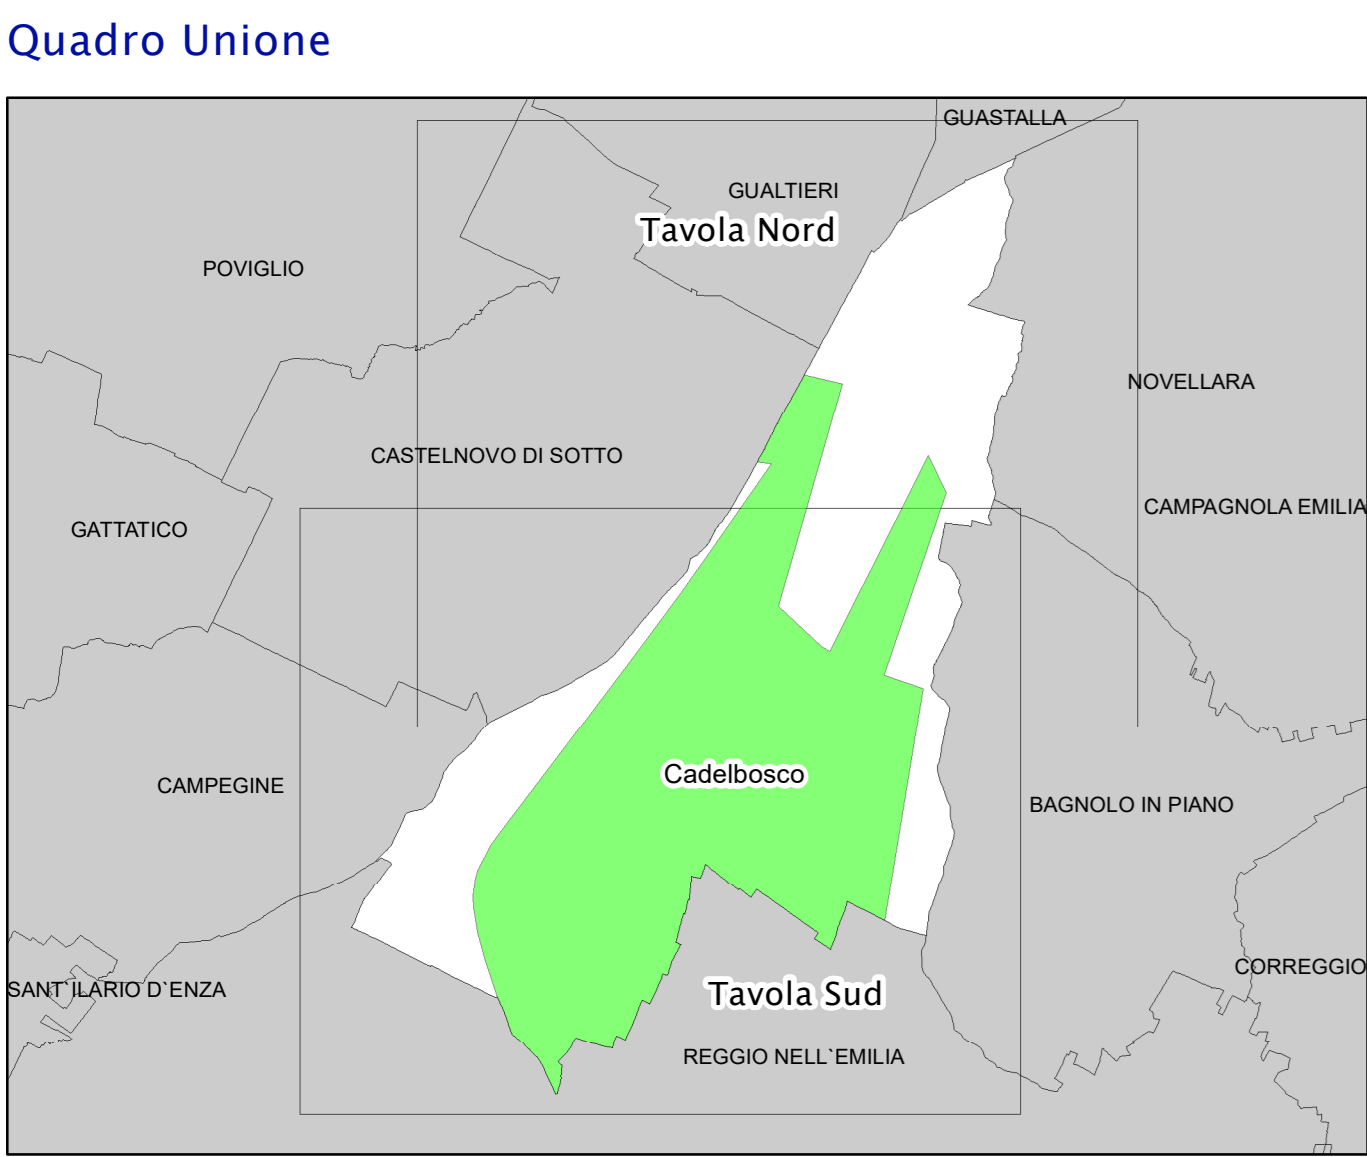 Quadro Unione
GUASTALLA
GUALTIERI
Tavola Nord
POVIGLIO
NOVELLARA
CASTELNOVO DI SOTTO
CAMPAGNOLA EMILIA
GATTATICO
Cadelbosco
CAMPEGINE
BAGNOLO IN PIANO
CORREGGIO
SANT`ILARIO D`ENZA
Tavola Sud
REGGIO NELL`EMILIA